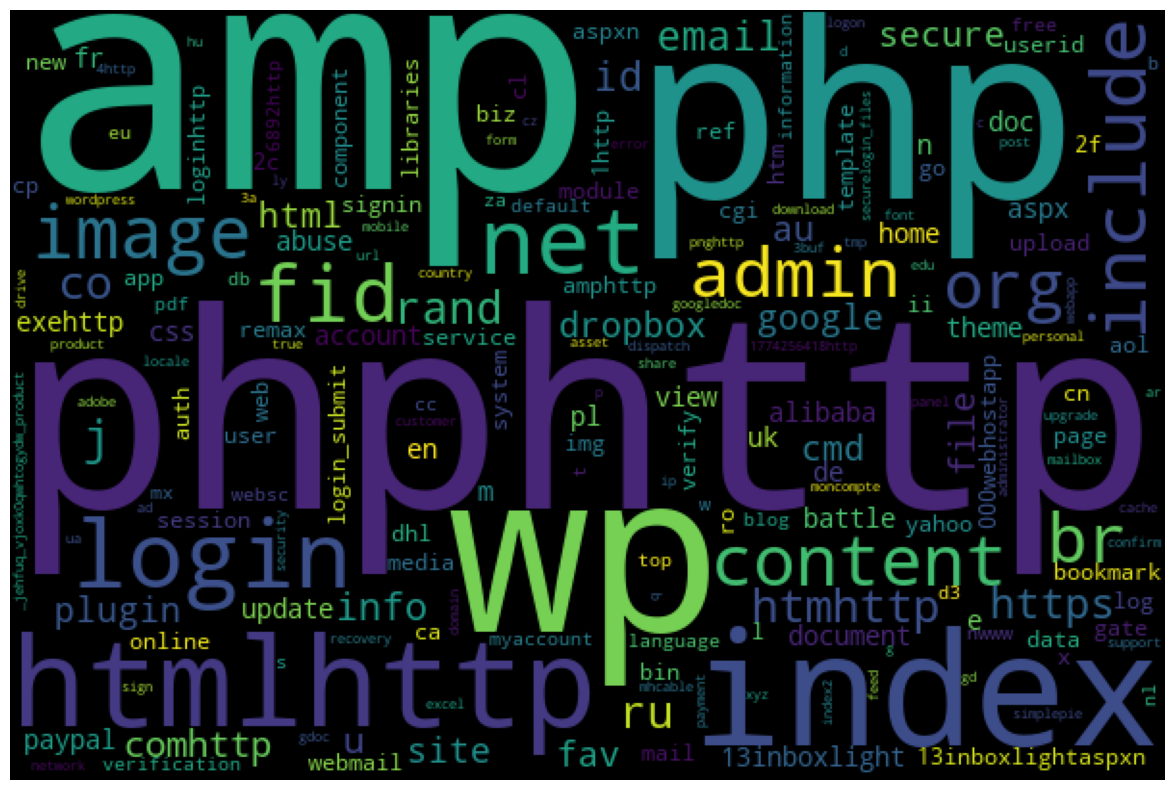 amp
php
phphttp
wp
index
htmlhttp
login
image
net
include
admin
fid
rand
org
content
br
email
secure
userid
aspxn
id
new
fr
hu
4http
eu
loginhttp
6892http
2c
component
libraries
biz
cl
cz
form
1http
error
ref
htm
information
logon
d
free
b
doc
c
post
2f
n
go
template
securelogin_files
cp
wordpress
ly
3a
html
signin
mobile
za
default
module
cgi
download
font
au
3buf
tmp
home
aspx
upload
abuse
url
co
app
db
country
pnghttp
amphttp
googledoc
edu
ii
webapp
drive
pdf
exehttp
css
remax
account
service
dropbox
google
theme
personal
aol
product
true
asset
dispatch
1774256418http
locale
share
system
adobe
j
auth
web
user
login_submit
cc
customer
en
pl
p
img
t
view
verify
uk
alibaba
cmd
de
panel
file
000webhostapp
administrator
cn
upgrade
page
mailbox
ar
mx
ad
websc
m
ip
w
moncompte
cache
session
ua
security
dhl
media
ro
blog
battle
yahoo
confirm
top
bookmark
plugin
update
info
q
htmhttp
d3
https
log
online
recovery
ca
domain
myaccount
language
l
document
e
nwww
data
gate
support
s
sign
bin
mhcable
g
x
excel
payment
xyz
index2
feed
gd
nl
simplepie
ru
paypal
comhttp
gdoc
u
site
fav
mail
13inboxlight
13inboxlightaspxn
network
verification
webmail